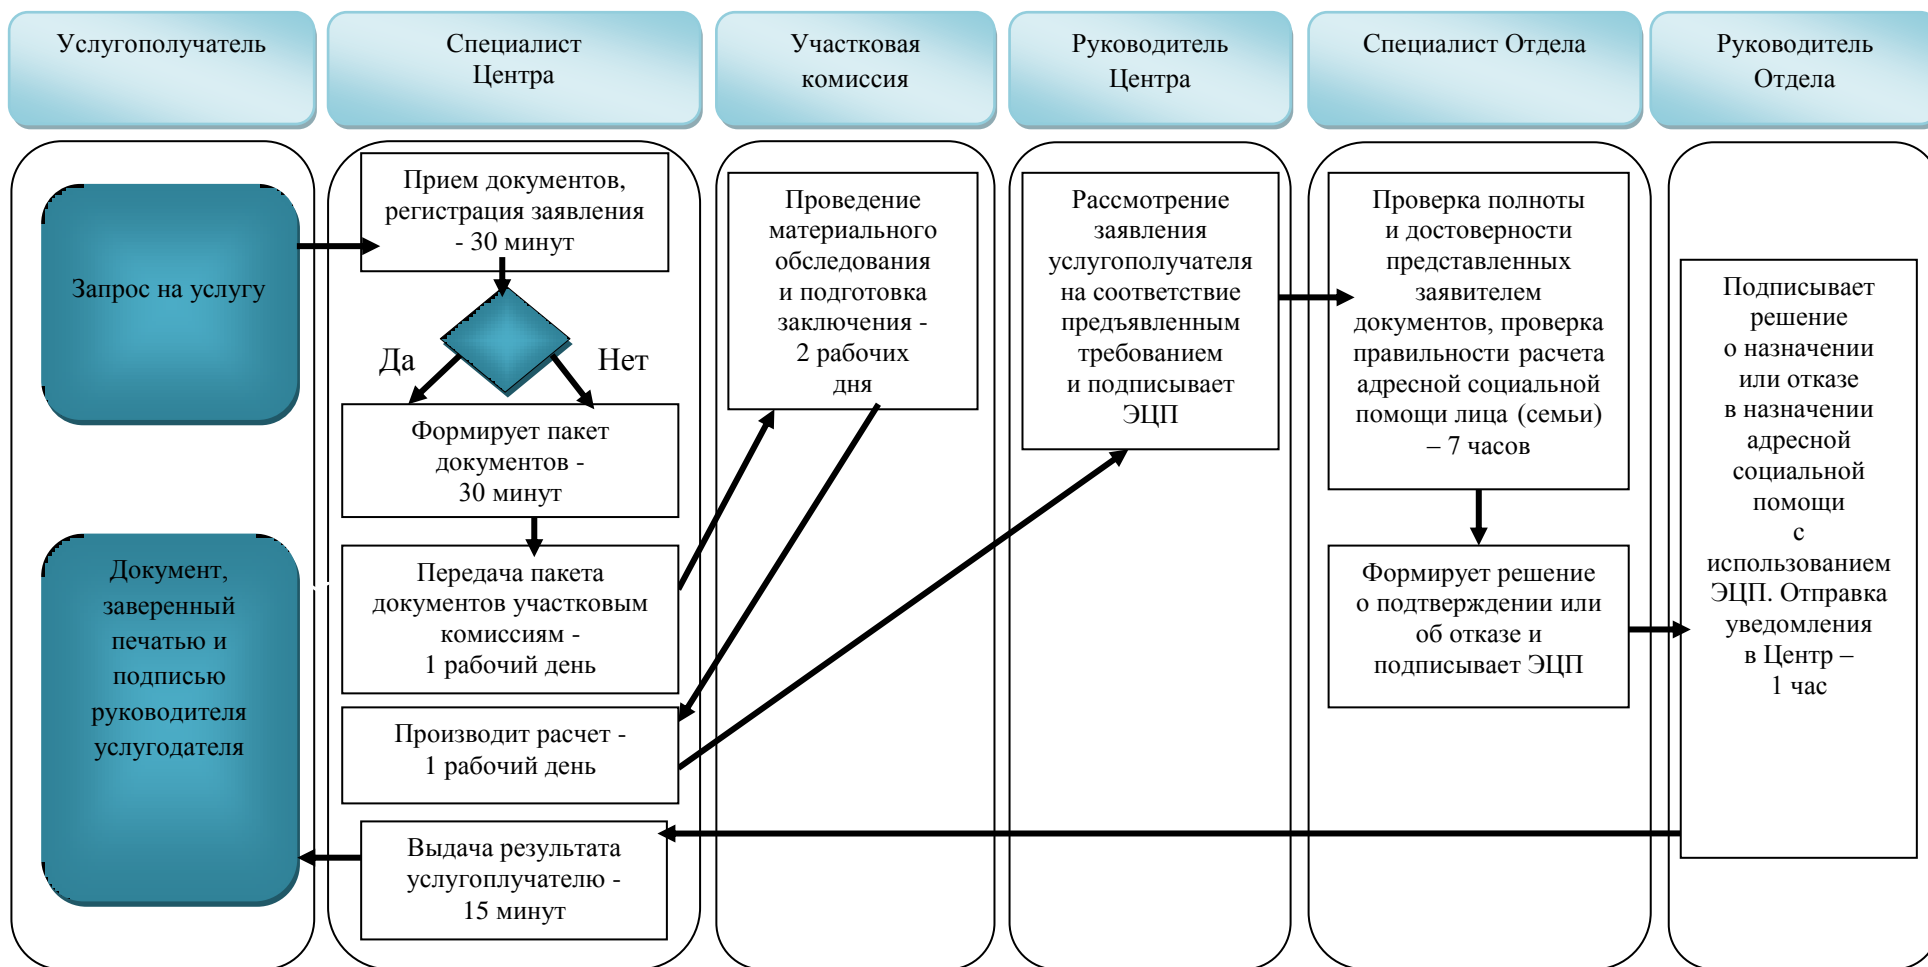 Услугополучатель
Специалист
Центра
Участковая
комиссия
Руководитель
Центра
Специалист Отдела
Руководитель
Отдела
Запрос на услугу
Документ,
заверенный
печатью и
подписью
руководителя
услугодателя
Прием документов,
регистрация заявления
- 30 минут
Да
Нет
Формирует пакет
документов -
30 минут
Передача пакета
документов участковым
комиссиям -
1 рабочий день
Производит расчет -
1 рабочий день
Выдача результата
услугоплучателю -
15 минут
Проведение
материального
обследования
и подготовка
заключения -
2 рабочих
дня
Рассмотрение
заявления
услугополучателя
на соответствие
предъявленным
требованием
и подписывает
ЭЦП
Проверка полноты
и достоверности
представленных
заявителем
документов, проверка
правильности расчета
адресной социальной
помощи лица (семьи)
– 7 часов
Формирует решение
о подтверждении или
об отказе и
подписывает ЭЦП
Подписывает
решение
о назначении
или отказе
в назначении
адресной
социальной
помощи
с
использованием
ЭЦП. Отправка
уведомления
в Центр –
1 час